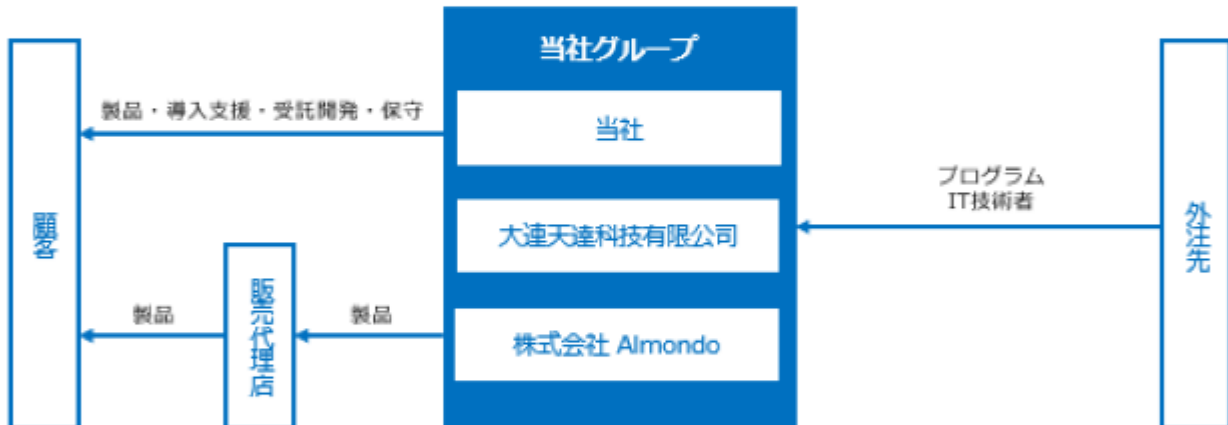 当社グループ
製品・導入支援・受託開発・保守
当社
プログラム
IT技術者
顧客
大連天達科技有限公司
外注先
販売代理店
製品
製品
株式会社 Almondo